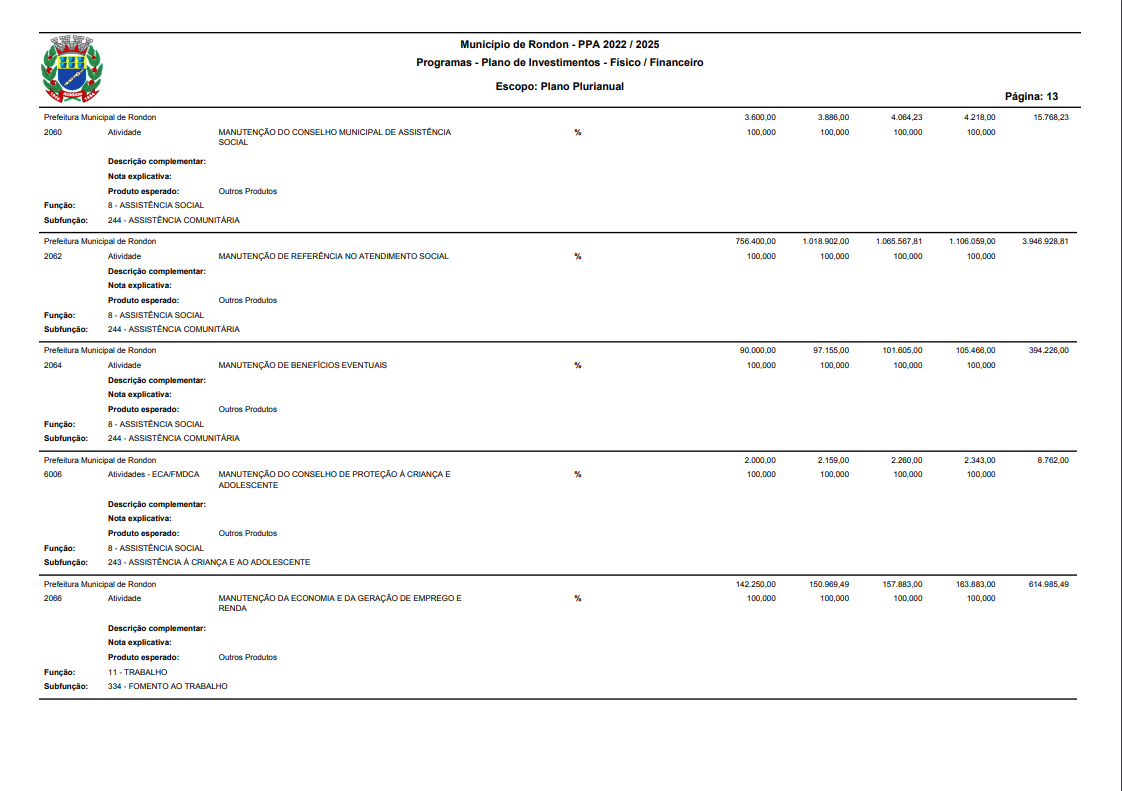 Município de Rondon - PPA 2022 / 2025
Programas - Plano de Investimentos - Físico / Financeiro
Escopo: Plano Plurianual
Página: 13
RONDON
Prefeitura Municipal de Rondon 3.600,00 3.886,00 4.064,23 4.218,00 15.768,23
2060 Atividade MANUTENÇÃO DO CONSELHO MUNICIPAL DE ASSISTÊNCIA % 100,000 100,000 100,000 100,000
SOCIAL
Descrição complementar:
Nota explicativa:
Produto esperado: Outros Produtos
Função: 8 - ASSISTÊNCIA SOCIAL
Subfunção: 244 - ASSISTÊNCIA COMUNITÁRIA
Prefeitura Municipal de Rondon 756.400,00 1.018.902,00 1.065.567,81 1.106.059,00 3.946.928,81
2062 Atividade MANUTENÇÃO DE REFERÊNCIA NO ATENDIMENTO SOCIAL % 100,000 100,000 100,000 100,000
Descrição complementar:
Nota explicativa:
Produto esperado: Outros Produtos
Função: 8 - ASSISTÊNCIA SOCIAL
Subfunção: 244 - ASSISTÊNCIA COMUNITÁRIA
Prefeitura Municipal de Rondon 90.000,00 97.155,00 101.605,00 105.466,00 394.226,00
2064 Atividade MANUTENÇÃO DE BENEFÍCIOS EVENTUAIS % 100,000 100,000 100,000 100,000
Descrição complementar:
Nota explicativa:
Produto esperado: Outros Produtos
Função: 8 - ASSISTÊNCIA SOCIAL
Subfunção: 244 - ASSISTÊNCIA COMUNITÁRIA
Prefeitura Municipal de Rondon 2.000,00 2.159,00 2.260,00 2.343,00 8.762,00
6006 Atividades - ECA/FMDCA MANUTENÇÃO DO CONSELHO DE PROTEÇÃO À CRIANÇA E % 100,000 100,000 100,000 100,000
ADOLESCENTE
Descrição complementar:
Nota explicativa:
Produto esperado: Outros Produtos
Função: 8 - ASSISTÊNCIA SOCIAL
Subfunção: 243 - ASSISTÊNCIA À CRIANÇA E AO ADOLESCENTE
Prefeitura Municipal de Rondon 142.250,00 150.969,49 157.883,00 163.883,00 614.985,49
2066 Atividade MANUTENÇÃO DA ECONOMIA E DA GERAÇÃO DE EMPREGO E % 100,000 100,000 100,000 100,000
RENDA
Descrição complementar:
Nota explicativa:
Produto esperado: Outros Produtos
Função: 11 - TRABALHO
Subfunção: 334 - FOMENTO AO TRABALHO